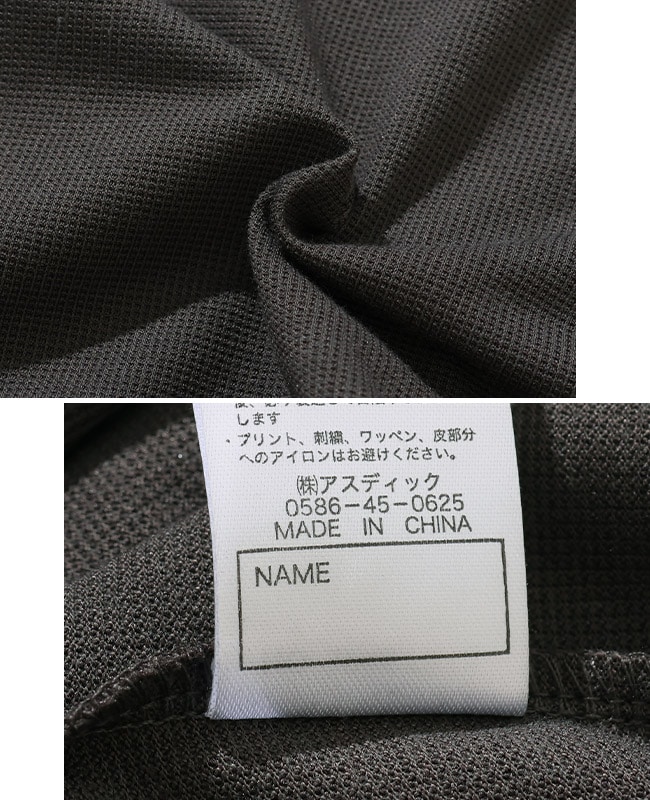 します
・プリント、刺繍、ワッペン、皮部分
へのアイロンはお避けください。
㈱アスディック
0586-45-0625
MADE IN CHINA
NAME